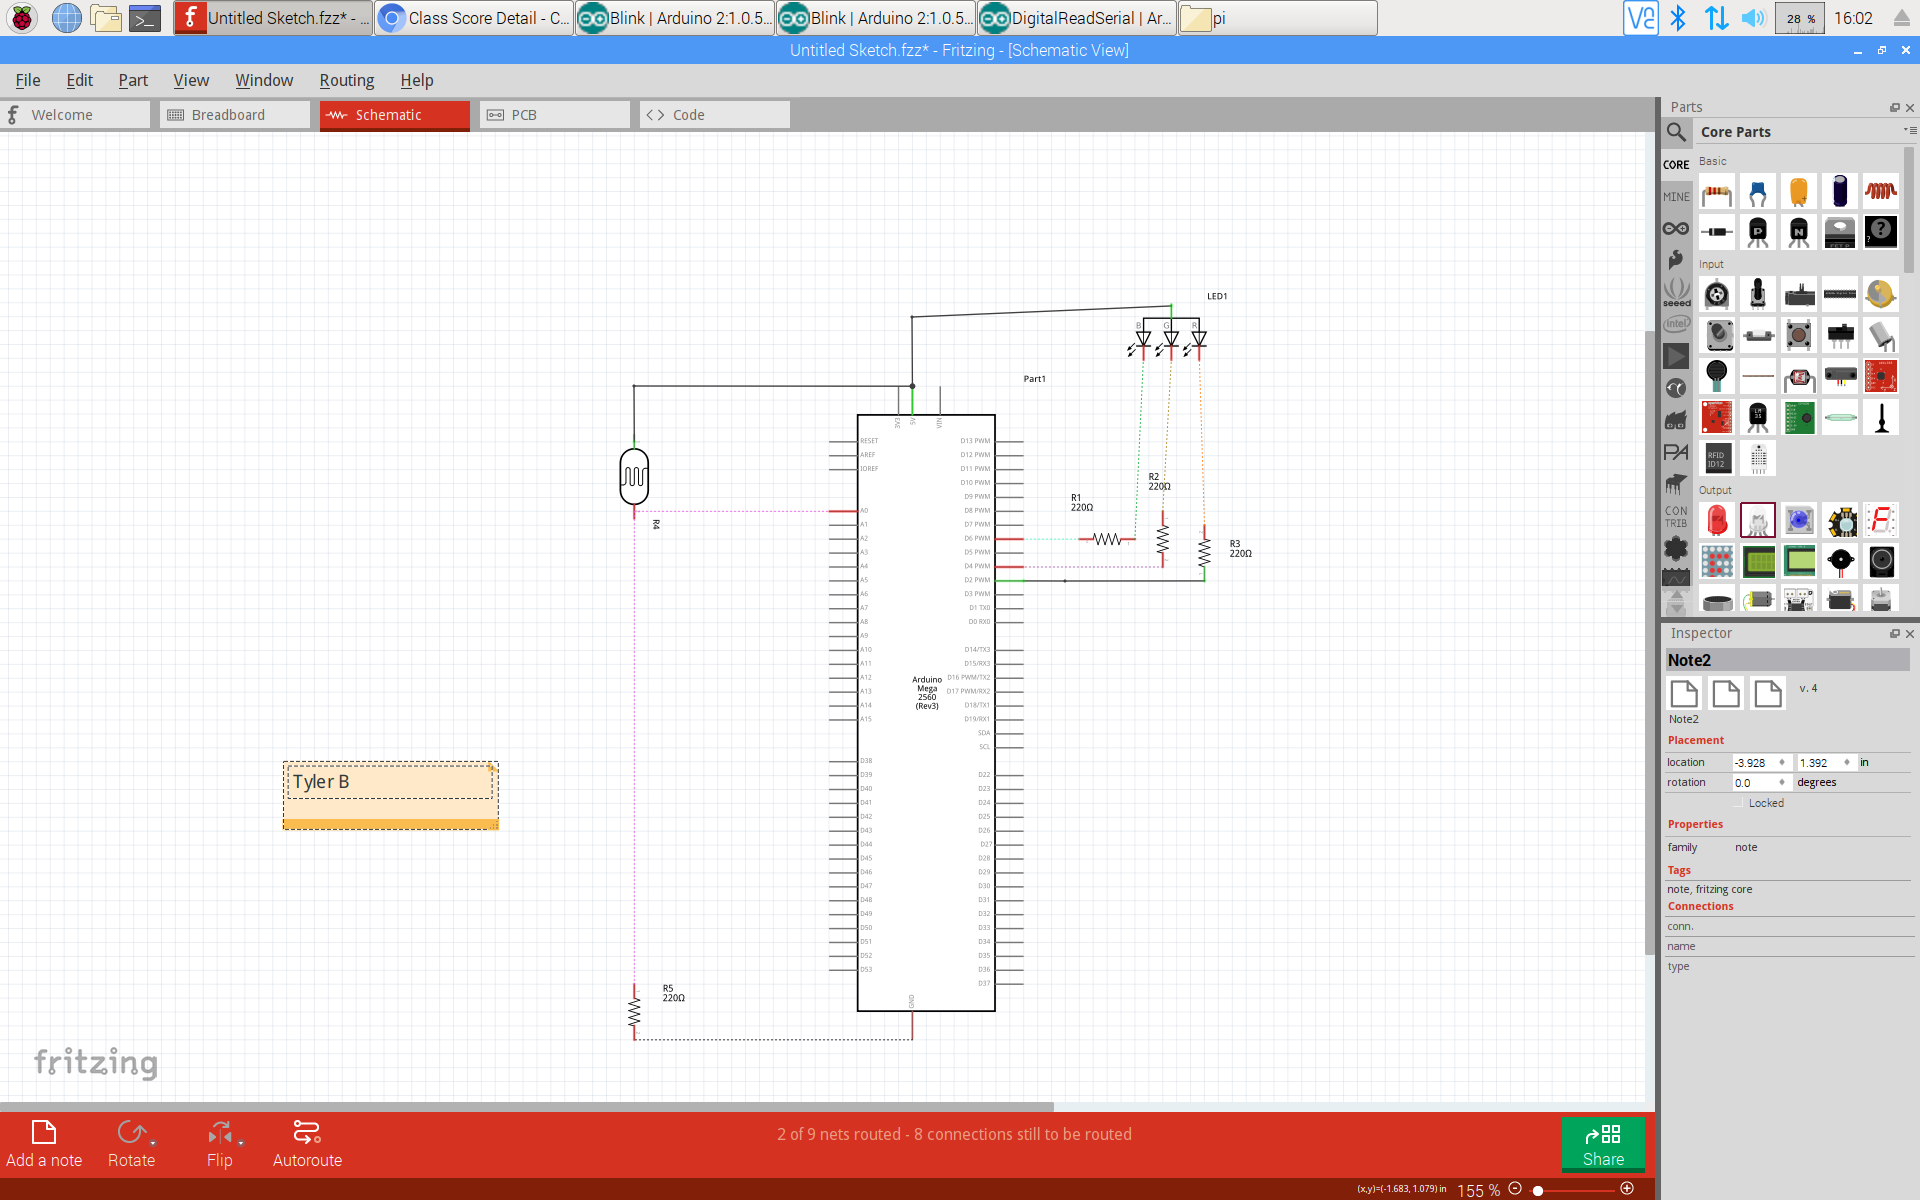 Untitled Sketch.fzz* - ...
Class Score Detail - C...
Blink | Arduino 2:1.0.5...
Blink | Arduino 2:1.0.5...
DigitalReadSerial | Ar...
pi
28 %
16:02
Untitled Sketch.fzz* - Fritzing - [Schematic View]
File Edit Part View Window Routing Help
Welcome
Breadboard
Schematic
PCB
Code
LED1
B G R
Part1
3V3 5V VIN
RESET
AREF
IOREF
A0
A1
A2
A3
A4
A5
A6
A7
A8
A9
A10
A11
A12
A13
A14
A15
D38
D39
D40
D41
D42
D43
D44
D45
D46
D47
D48
D49
D50
D51
D52
D53
D13 PWM
D12 PWM
D11 PWM
D10 PWM
D9 PWM
D8 PWM
D7 PWM
D6 PWM
D5 PWM
D4 PWM
D2 PWM
D3 PWM
D1 TX0
D0 RX0
D14/TX3
D15/RX3
D16 PWM/TX2
D17 PWM/RX2
D18/TX1
D19/RX1
SDA
SCL
D22
D23
D24
D25
D26
D27
D28
D29
D30
D31
D32
D33
D34
D35
D36
D37
GND
Arduino
Mega
2560
(Rev3)
R1
220Ω
R2
220Ω
R3
220Ω
R4
R5
220Ω
Tyler B
fritzing
Parts
Core Parts
CORE
MINE
seeed
intel
PA
CON
TRIB
Basic
P
N
FET P
?
Input
LM
35
RFID
ID12
Output
Inspector
Note2
v. 4
Note2
Placement
location -3.928 1.392 in
rotation 0.0 degrees
Locked
Properties
family note
Tags
note, fritzing core
Connections
conn.
name
type
Add a note
Rotate
Flip
Autoroute
2 of 9 nets routed - 8 connections still to be routed
Share
(x,y)=(-1.683, 1.079) in
155 %